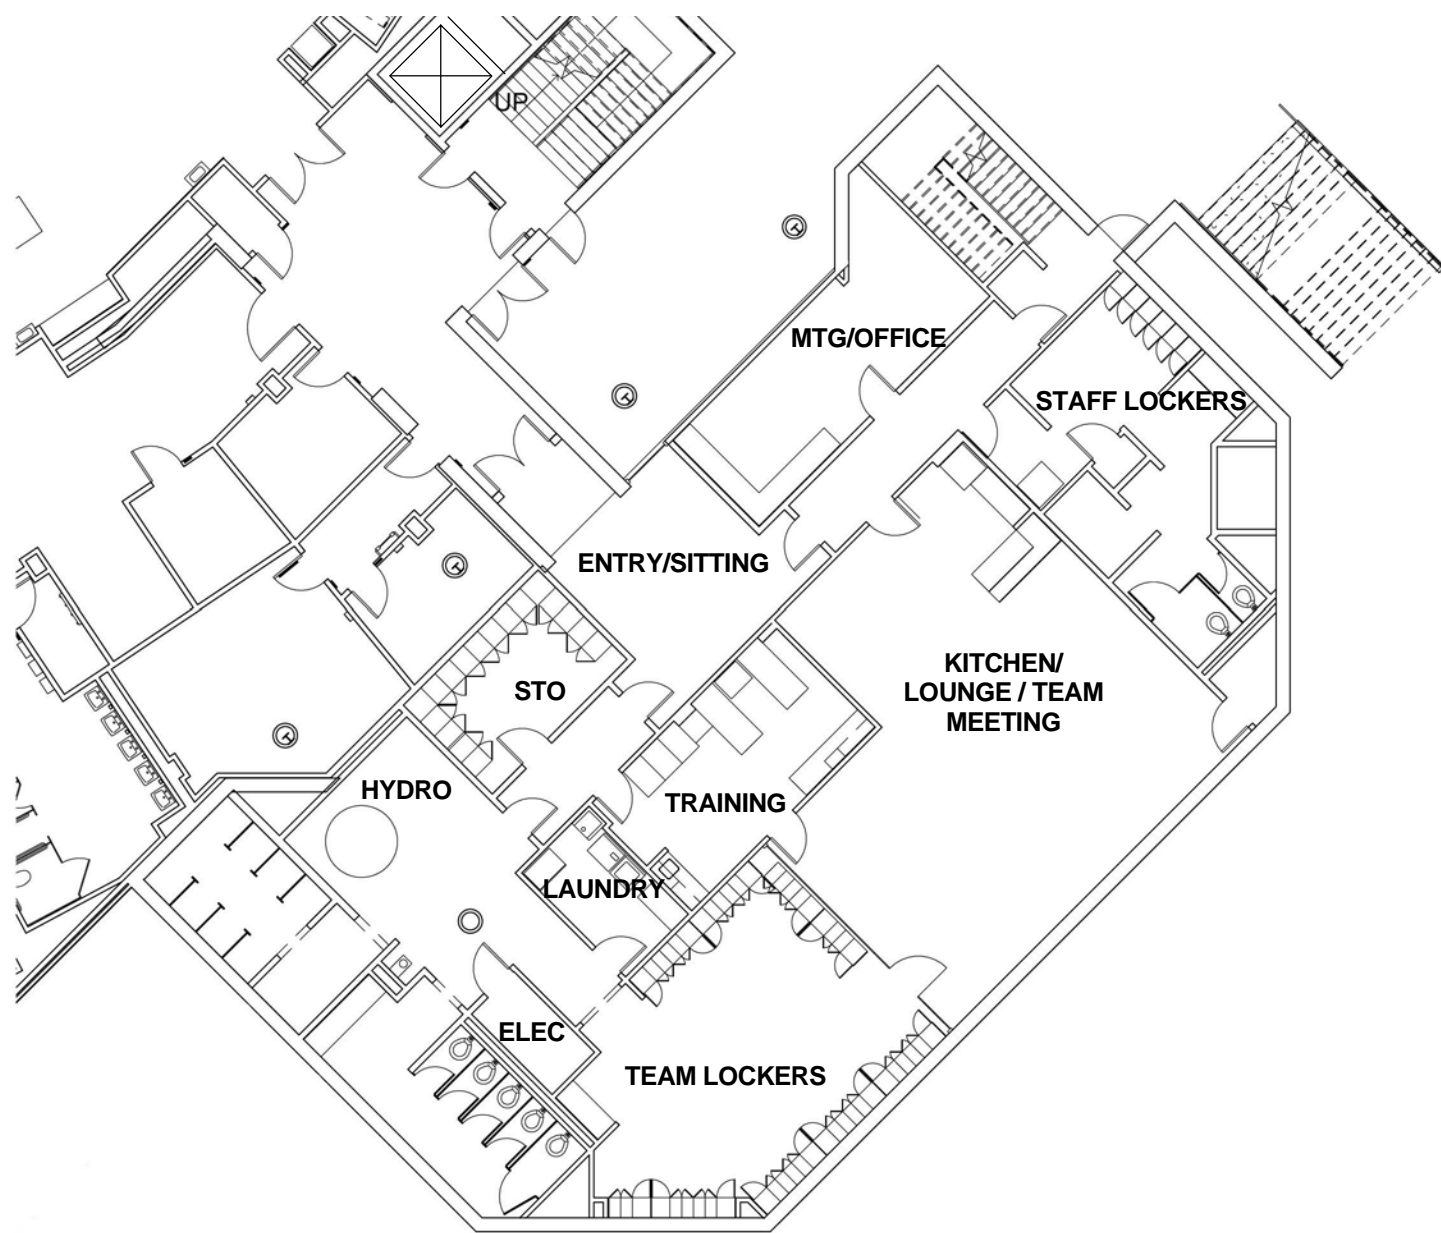 UP
MTG/OFFICE
STAFF LOCKERS
ENTRY/SITTING
KITCHEN/
LOUNGE / TEAM
MEETING
STO
HYDRO
TRAINING
LAUNDRY
ELEC
TEAM LOCKERS